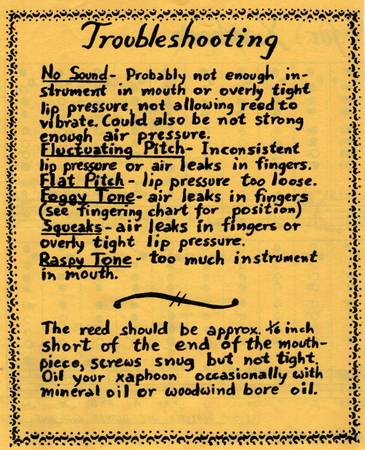 Troubleshooting
No Sound - Probably not enough in-
strument in mouth or overly tight
lip pressure, not allowing reed to
vibrate. Could also be not strong
enough air pressure.
Fluctuating Pitch - Inconsistent
lip pressure or air leaks in fingers.
Flat Pitch - lip pressure too loose.
Foggy Tone - air leaks in fingers
(see fingering chart for position)
Squeaks - air leaks in fingers or
overly tight lip pressure.
Raspy Tone - too much instrument
in mouth.
The reed should be approx. inch
short of the end of the mouth-
piece, screws snug but not tight.
Oil your xaphoon occasionally with
mineral oil or woodwind bore oil.